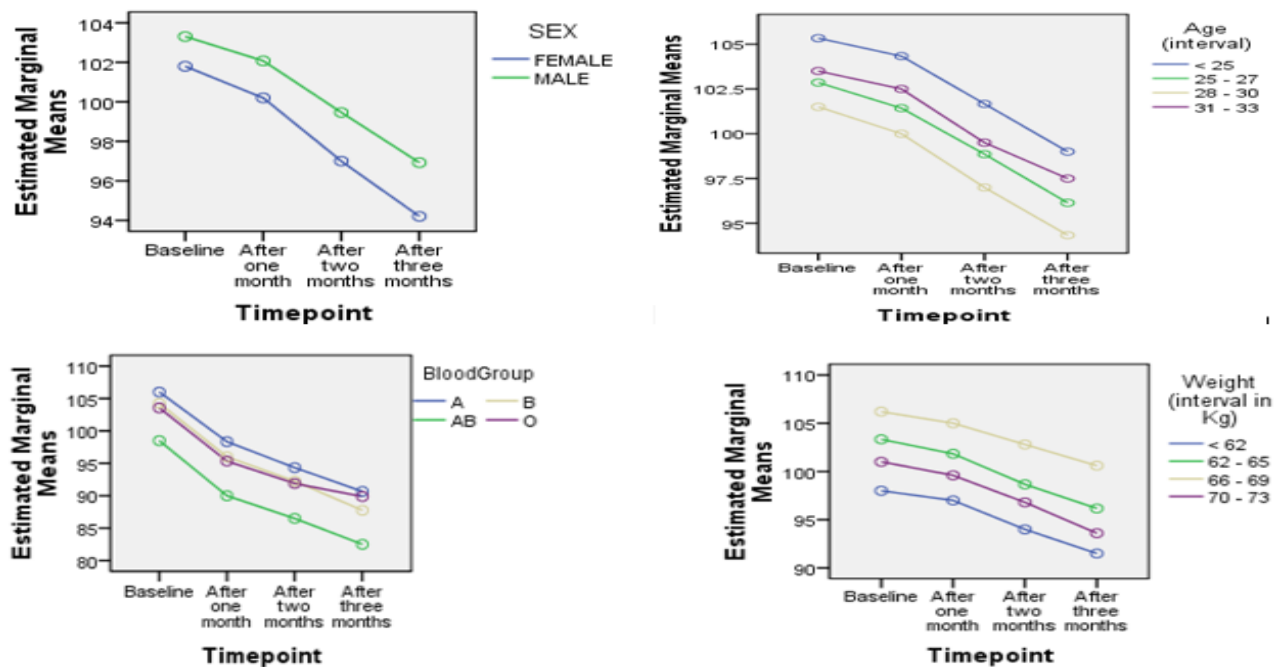 Estimated Marginal
Means
104
102
100
98
96
94
Baseline
After
one
month
After
two
months
After
three
months
Timepoint
SEX
FEMALE
MALE
Estimated Marginal Means
105
102.5
100
97.5
95
Baseline
After
one
month
After
two
months
After
three
months
Timepoint
Age
(interval)
< 25
25 - 27
28 - 30
31 - 33
Estimated Marginal
Means
110
105
100
95
90
85
80
Baseline
After
one
month
After
two
months
After
three
months
Timepoint
BloodGroup
A B
AB O
Estimated Marginal
Means
110
105
100
95
90
Baseline
After
one
month
After
two
months
After
three
months
Timepoint
Weight
(interval in
Kg)
< 62
62 - 65
66 - 69
70 - 73